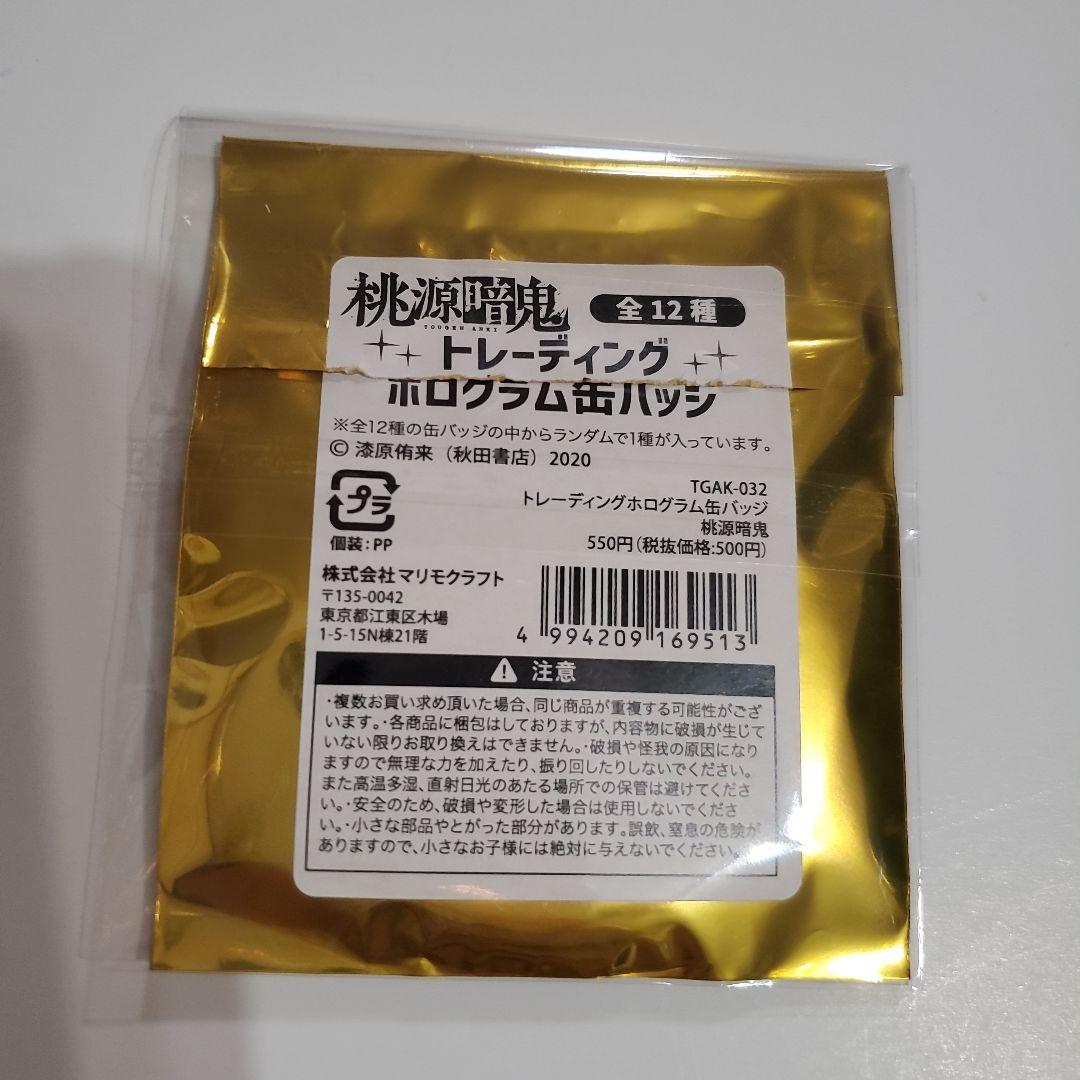 桃源暗鬼
TOUGEN ANKI
全12種
トレーディング
ホログラム缶バッジ
※全12種の缶バッジの中からランダムで1種が入っています。
© 漆原侑来(秋田書店)2020
TGAK-032
トレーディングホログラム缶バッジ
桃源暗鬼
550円(税抜価格:500円)
プラ
個装:PP
株式会社マリモクラフト
〒135-0042
東京都江東区木場
1-5-15N棟21階
4 994209 169513
注意
・複数お買い求め頂いた場合、同じ商品が重複する可能性がござ
います。・各商品に梱包はしておりますが、内容物に破損が生じて
いない限りお取り換えはできません。・破損や怪我の原因になり
ますので無理な力を加えたり、振り回したりしないでください。
また高温多湿、直射日光のあたる場所での保管は避けてくださ
い。・安全のため、破損や変形した場合は使用しないでくださ
い。・小さな部品やとがった部分があります。誤飲、窒息の危険が
ありますので、小さなお子様には絶対に与えないでください。